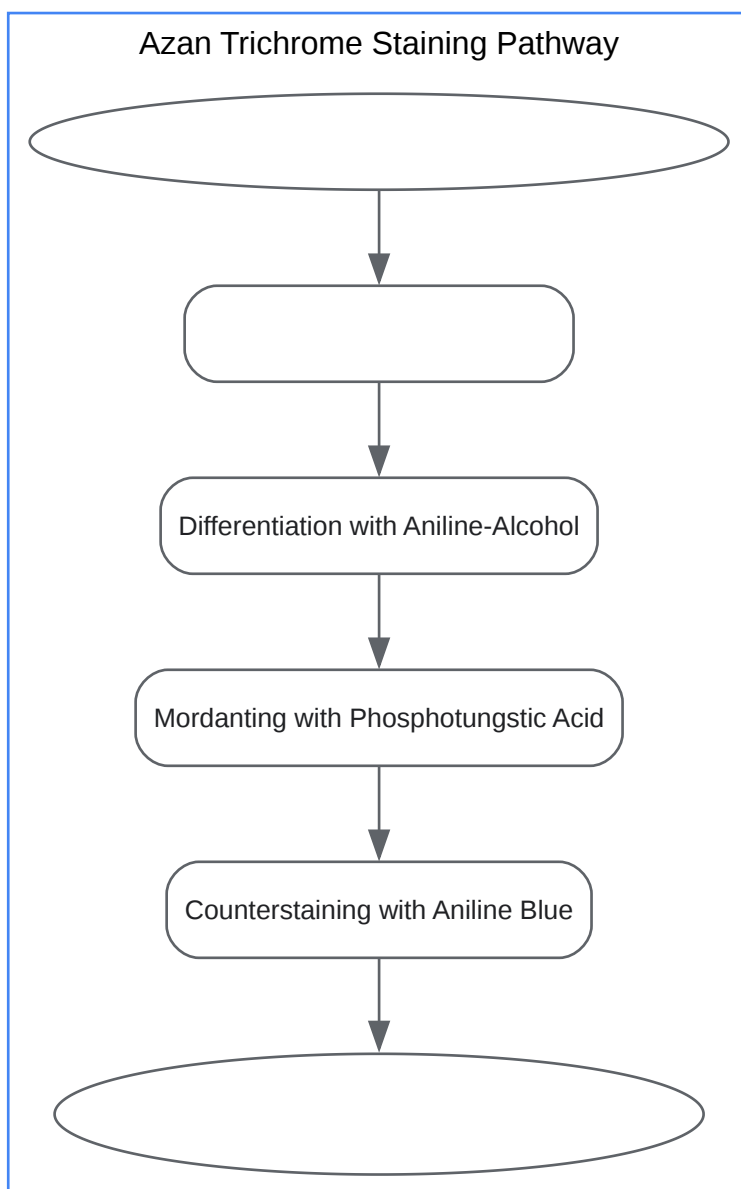 Azan Trichrome Staining Pathway
Differentiation with Aniline-Alcohol
Mordanting with Phosphotungstic Acid
Counterstaining with Aniline Blue